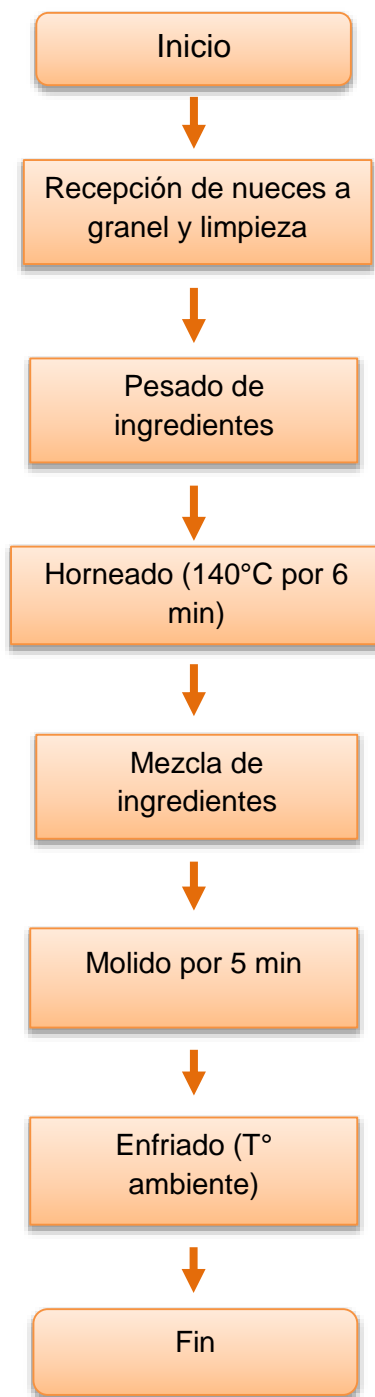 Inicio
Recepción de nueces a
granel y limpieza
Pesado de
ingredientes
Horneado (140°C por 6
min)
Mezcla de
ingredientes
Molido por 5 min
Enfriado (T°
ambiente)
Fin